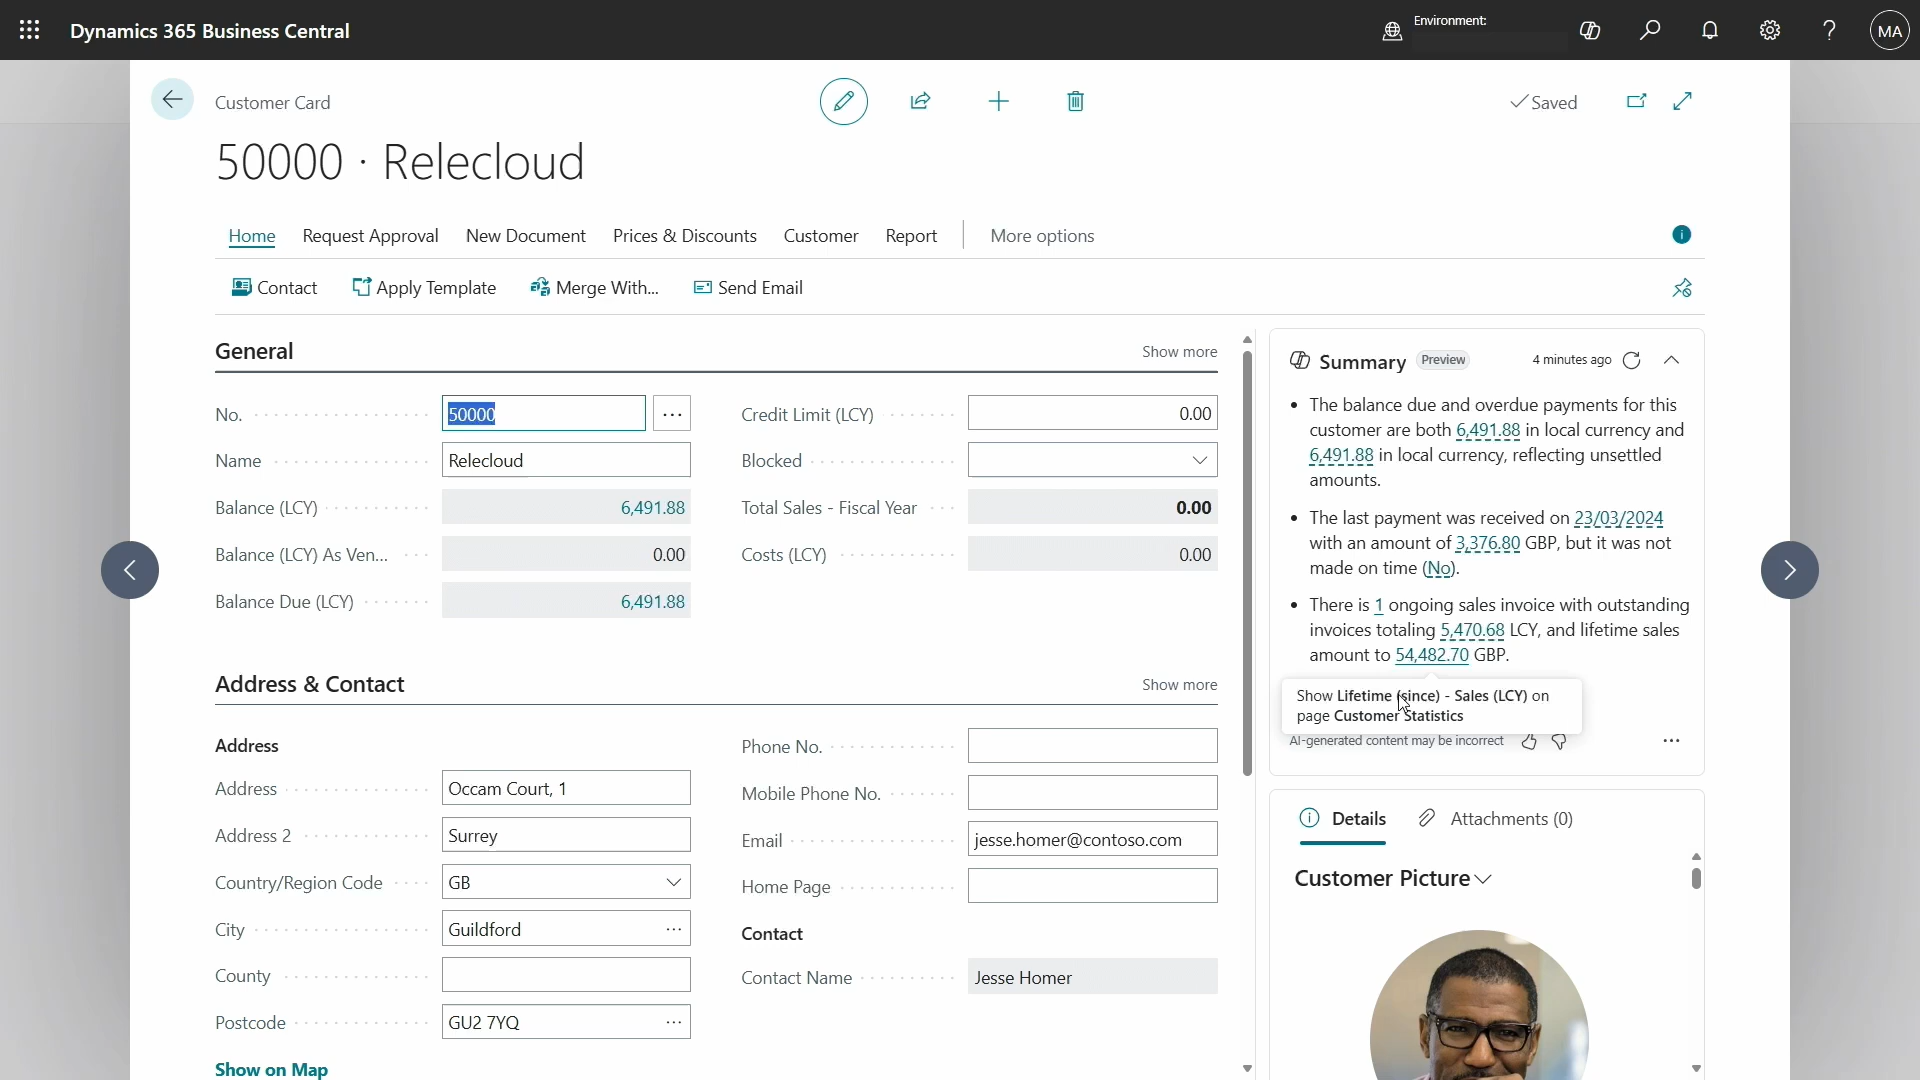 Dynamics 365 Business Central
Environment:
MA
Customer Card
Saved
50000 · Relecloud
Home
Request Approval
New Document
Prices & Discounts
Customer
Report
More options
Contact
Apply Template
Merge With...
Send Email
General
Show more
No.
50000
Name
Relecloud
Balance (LCY)
6,491.88
Balance (LCY) As Ven...
0.00
Balance Due (LCY)
6,491.88
Credit Limit (LCY)
0.00
Blocked
Total Sales - Fiscal Year
0.00
Costs (LCY)
0.00
Address & Contact
Show more
Address
Address
Occam Court, 1
Address 2
Surrey
Country/Region Code
GB
City
Guildford
County
Postcode
GU2 7YQ
Show on Map
Phone No.
Mobile Phone No.
Email
jesse.homer@contoso.com
Home Page
Contact
Contact Name
Jesse Homer
Summary
Preview
4 minutes ago
• The balance due and overdue payments for this
customer are both 6,491.88 in local currency and
6,491.88 in local currency, reflecting unsettled
amounts.
• The last payment was received on 23/03/2024
with an amount of 3,376.80 GBP, but it was not
made on time (No).
• There is 1 ongoing sales invoice with outstanding
invoices totaling 5,470.68 LCY, and lifetime sales
amount to 54,482.70 GBP.
Show Lifetime (since) - Sales (LCY) on
page Customer Statistics
AI-generated content may be incorrect
Details
Attachments (0)
Customer Picture